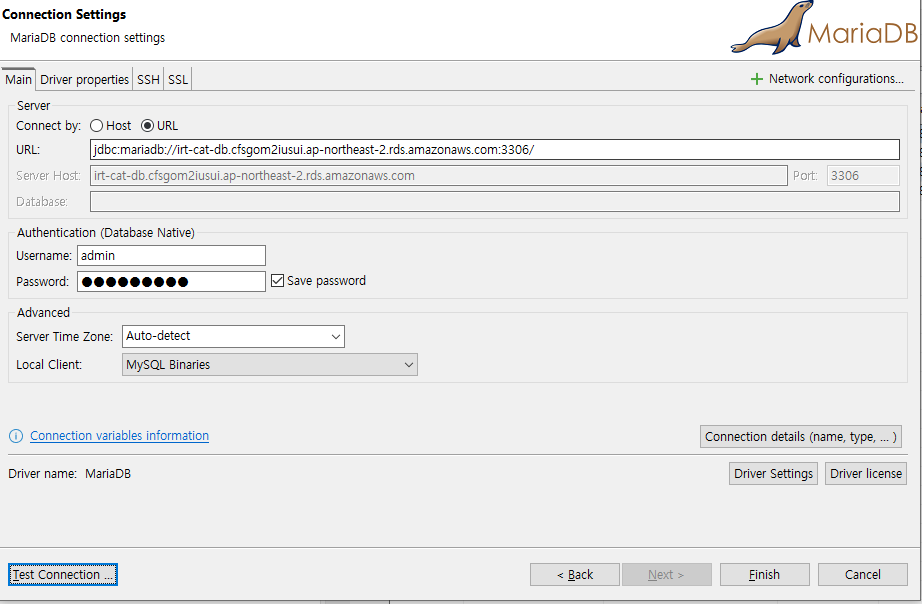 Connection Settings
MariaDB connection settings
MariaDB
Main Driver properties SSH SSL
Network configurations...
Server
Connect by: Host URL
URL: jdbc:mariadb://irt-cat-db.cfsgom2iusui.ap-northeast-2.rds.amazonaws.com:3306/
Server Host: irt-cat-db.cfsgom2iusui.ap-northeast-2.rds.amazonaws.com Port: 3306
Database:
Authentication (Database Native)
Username: admin
Password: ●●●●●●●●● Save password
Advanced
Server Time Zone: Auto-detect
Local Client: MySQL Binaries
Connection variables information
Connection details (name, type, ... )
Driver name: MariaDB
Driver Settings Driver license
Test Connection ... < Back Next > Finish Cancel